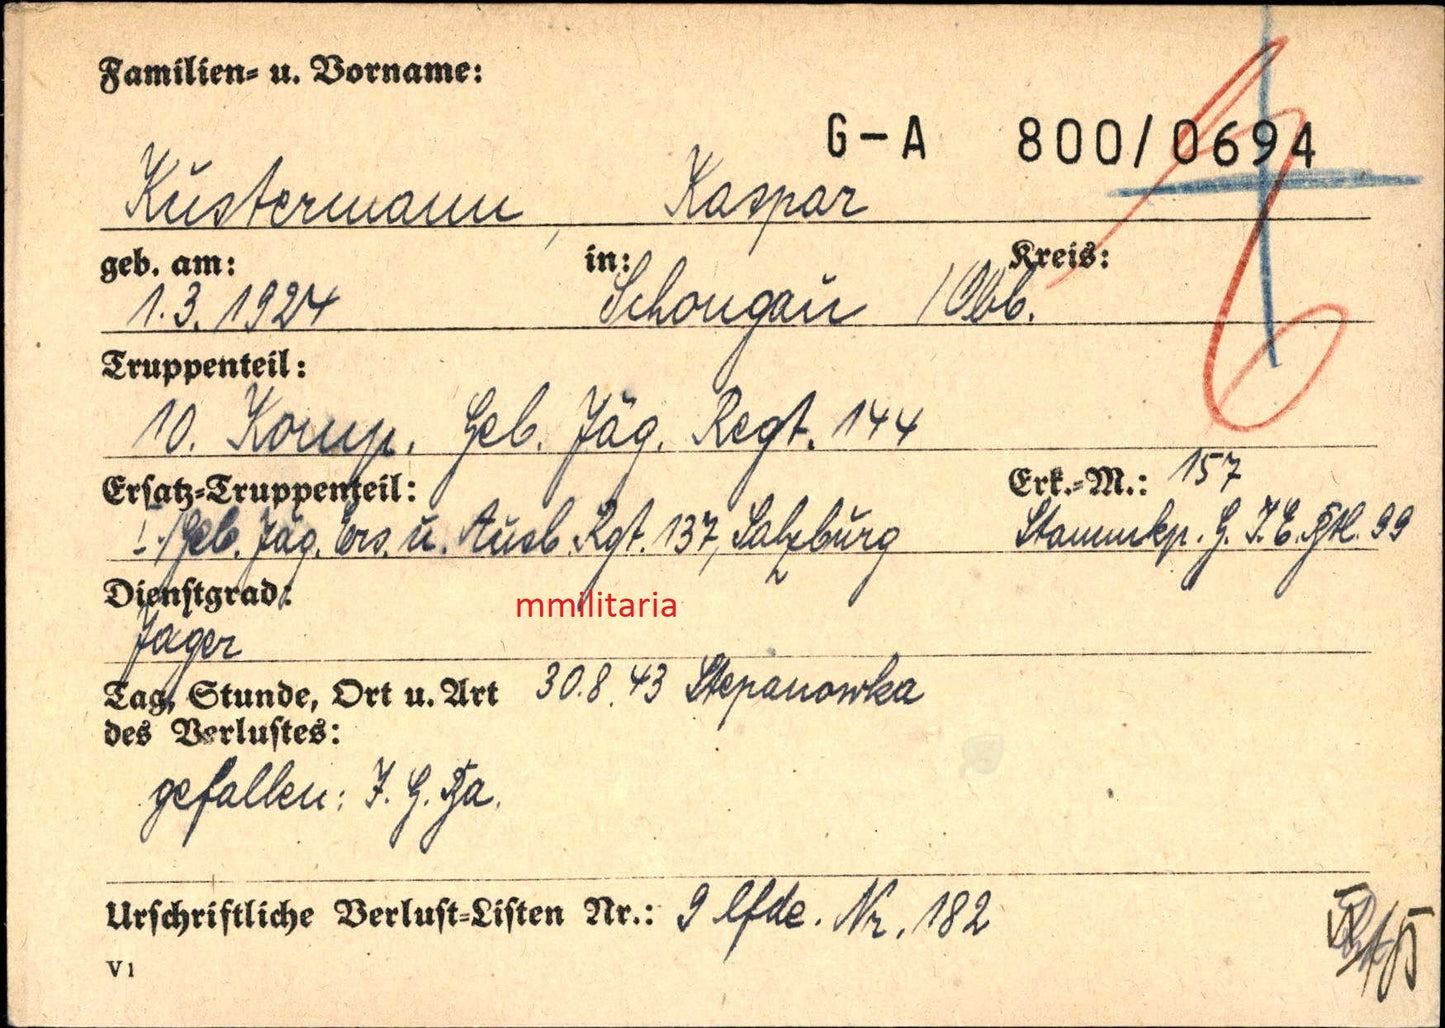 Familien- u. Vorname:
G-A 800/0694
Kustermann, Kaspar
geb. am: in: Kreis:
1.3.1924 Schongau /Obb.
Truppenteil:
10. Komp. Geb. Jäg. Regt. 144
Ersatz-Truppenteil: Erk.-M.: 157
I./Geb. Jäg. Ers. u. Ausb. Rgt. 137, Salzburg Stammkp. G. J. E. Btl. 99
Dienstgrad:
Jäger
mmilitaria
Tag, Stunde, Ort u. Art 30.8.43 Stepanowka
des Verlustes:
gefallen: J. G.
Urschriftliche Verlust-Listen Nr.: 9 lfde. Nr. 182
V1